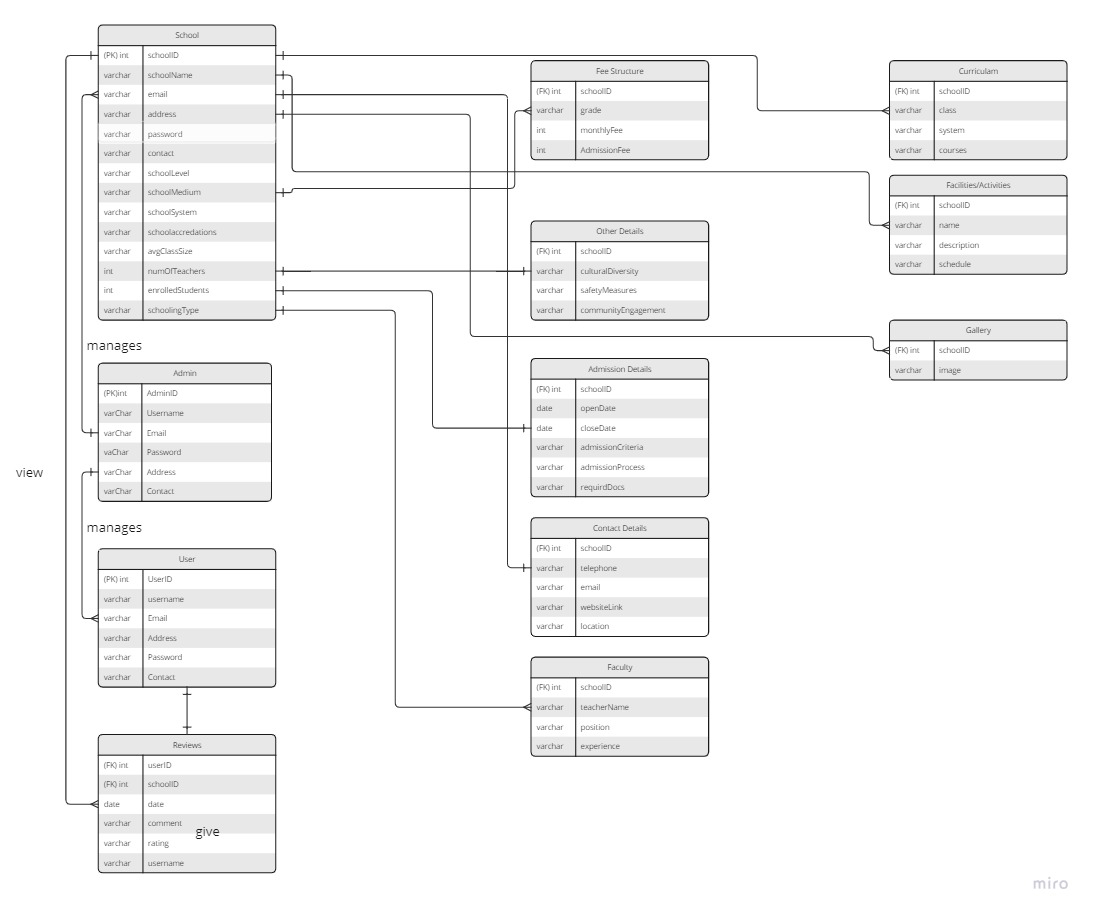 School
(PK) int schoolID
varchar schoolName
varchar email
varchar address
varchar password
varchar contact
varchar schoolLevel
varchar schoolMedium
varchar schoolSystem
varchar schoolaccredations
varchar avgClassSize
int numOfTeachers
int enrolledStudents
varchar schoolingType
manages
Admin
(PK)int AdminID
varChar Username
varChar Email
vaChar Password
varChar Address
varChar Contact
view
manages
User
(PK) int UserID
varchar username
varchar Email
varchar Address
varchar Password
varchar Contact
Reviews
(FK) int userID
(FK) int schoolID
date date
varchar comment
give
varchar rating
varchar username
Fee Structure
(FK) int schoolID
varchar grade
int monthlyFee
int AdmissionFee
Other Details
(FK) int schoolID
varchar culturalDiversity
varchar safetyMeasures
varchar communityEngagement
Admission Details
(FK) int schoolID
date openDate
date closeDate
varchar admissionCriteria
varchar admissionProcess
varchar requirdDocs
Contact Details
(FK) int schoolID
varchar telephone
varchar email
varchar websiteLink
varchar location
Faculty
(FK) int schoolID
varchar teacherName
varchar position
varchar experience
Curriculam
(FK) int schoolID
varchar class
varchar system
varchar courses
Facilities/Activities
(FK) int schoolID
varchar name
varchar description
varchar schedule
Gallery
(FK) int schoolID
varchar image
miro